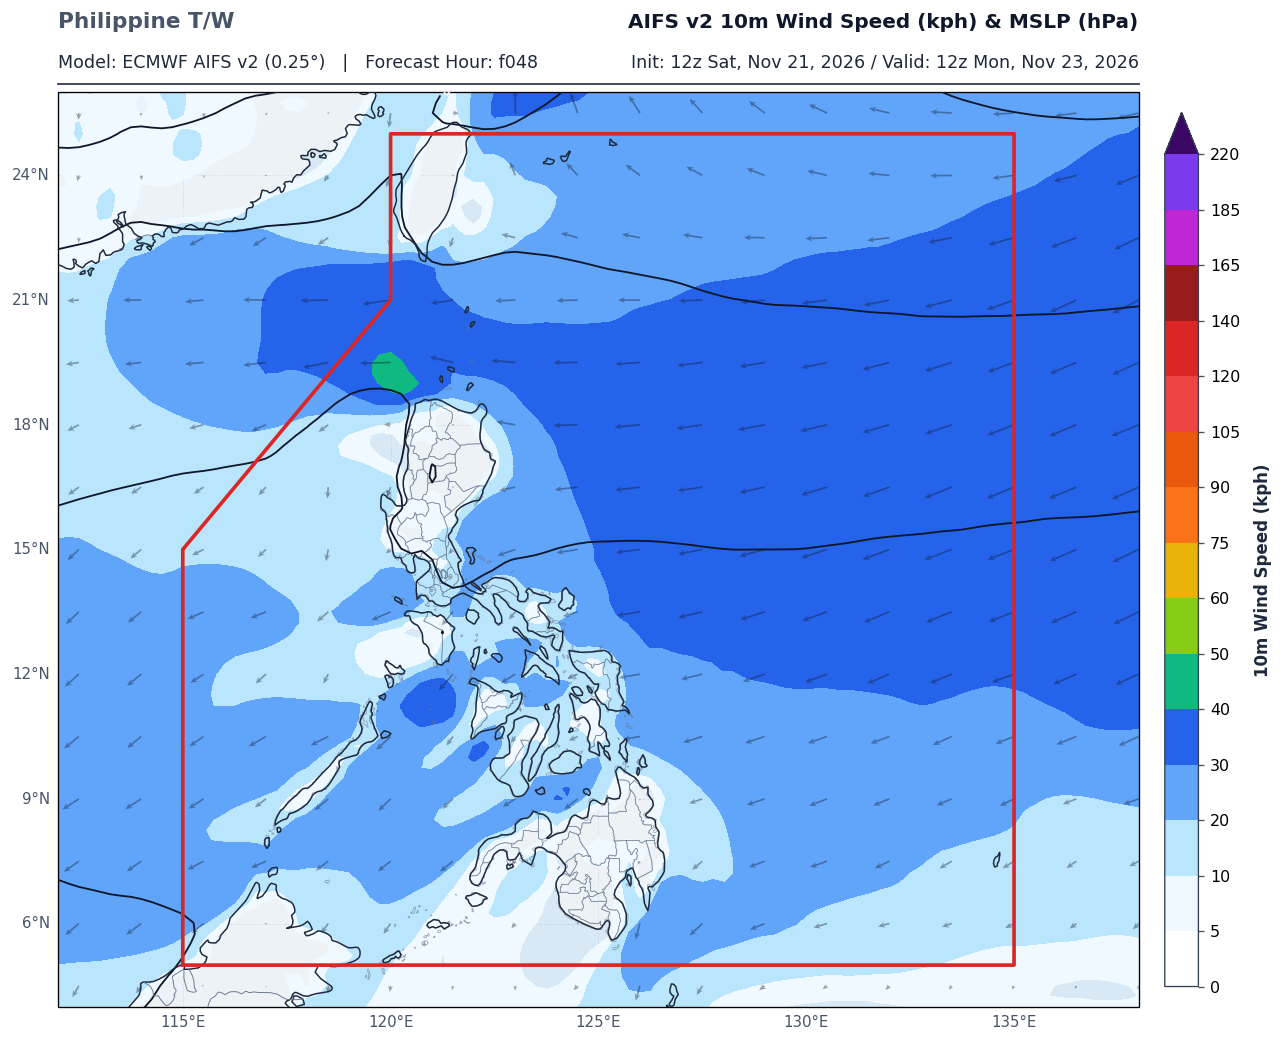 Philippine T/W
AIFS v2 10m Wind Speed (kph) & MSLP (hPa)
Model: ECMWF AIFS v2 (0.25°) | Forecast Hour: f048
Init: 12z Sat, Nov 21, 2026 / Valid: 12z Mon, Nov 23, 2026
24°N
21°N
18°N
15°N
12°N
9°N
6°N
115°E
120°E
125°E
130°E
135°E
220
185
165
140
120
105
90
75
60
50
40
30
20
10
5
0
10m Wind Speed (kph)